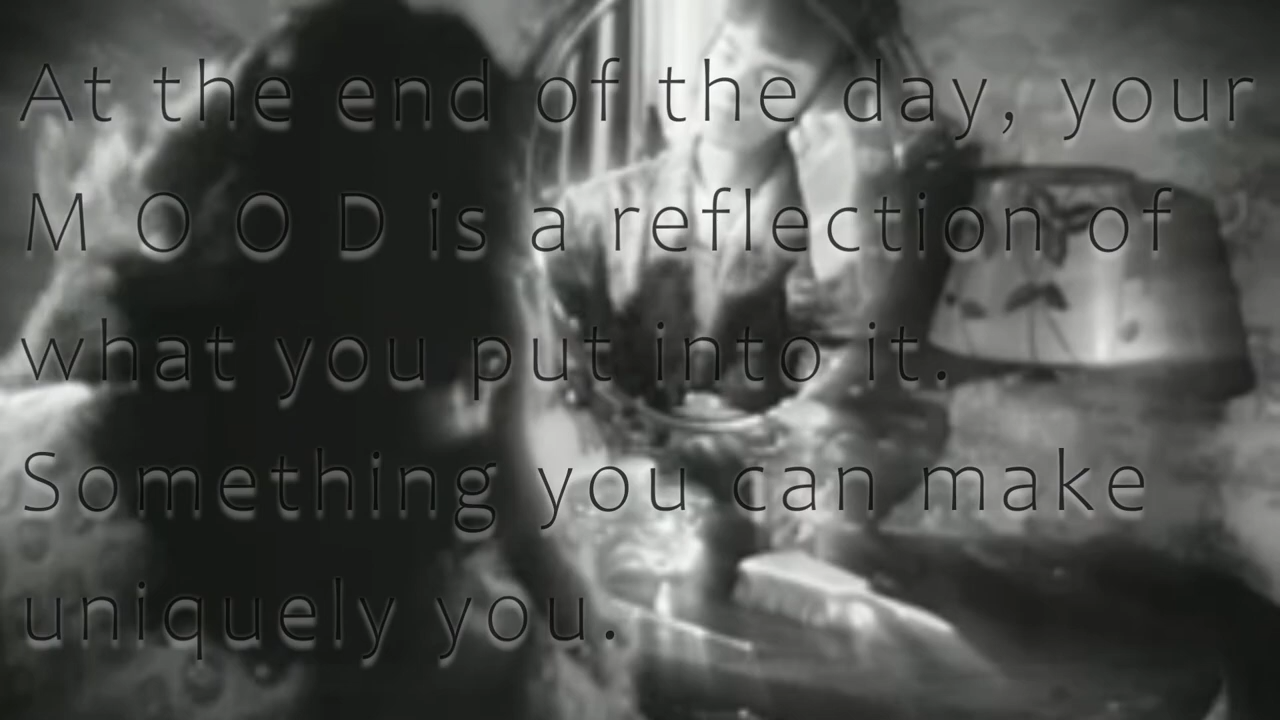 At the end of the day, your
M O O D is a reflection of
what you put into it.
Something you can make
uniquely you.